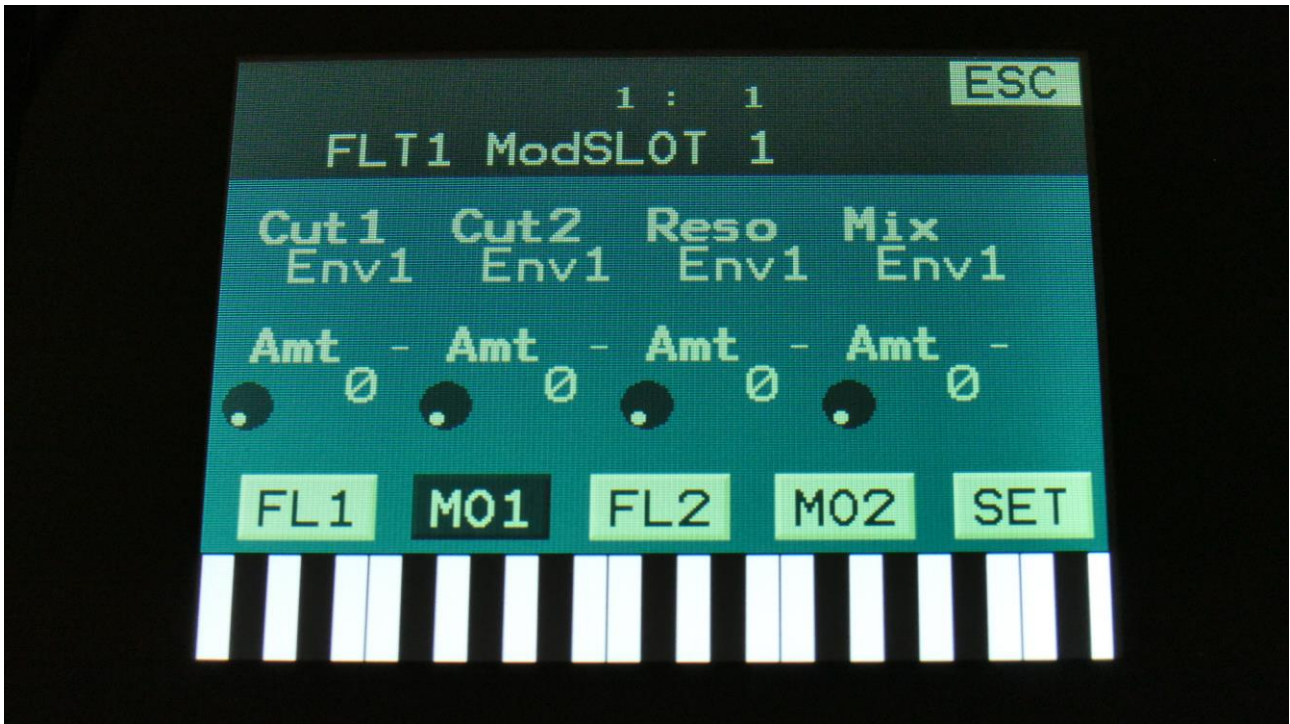 ESC
1 : 1
FLT1 ModSLOT 1
Cut1 Cut2 Reso Mix
Env1 Env1 Env1 Env1
Amt - Amt - Amt - Amt -
0 0 0 0
FL1 MO1 FL2 MO2 SET